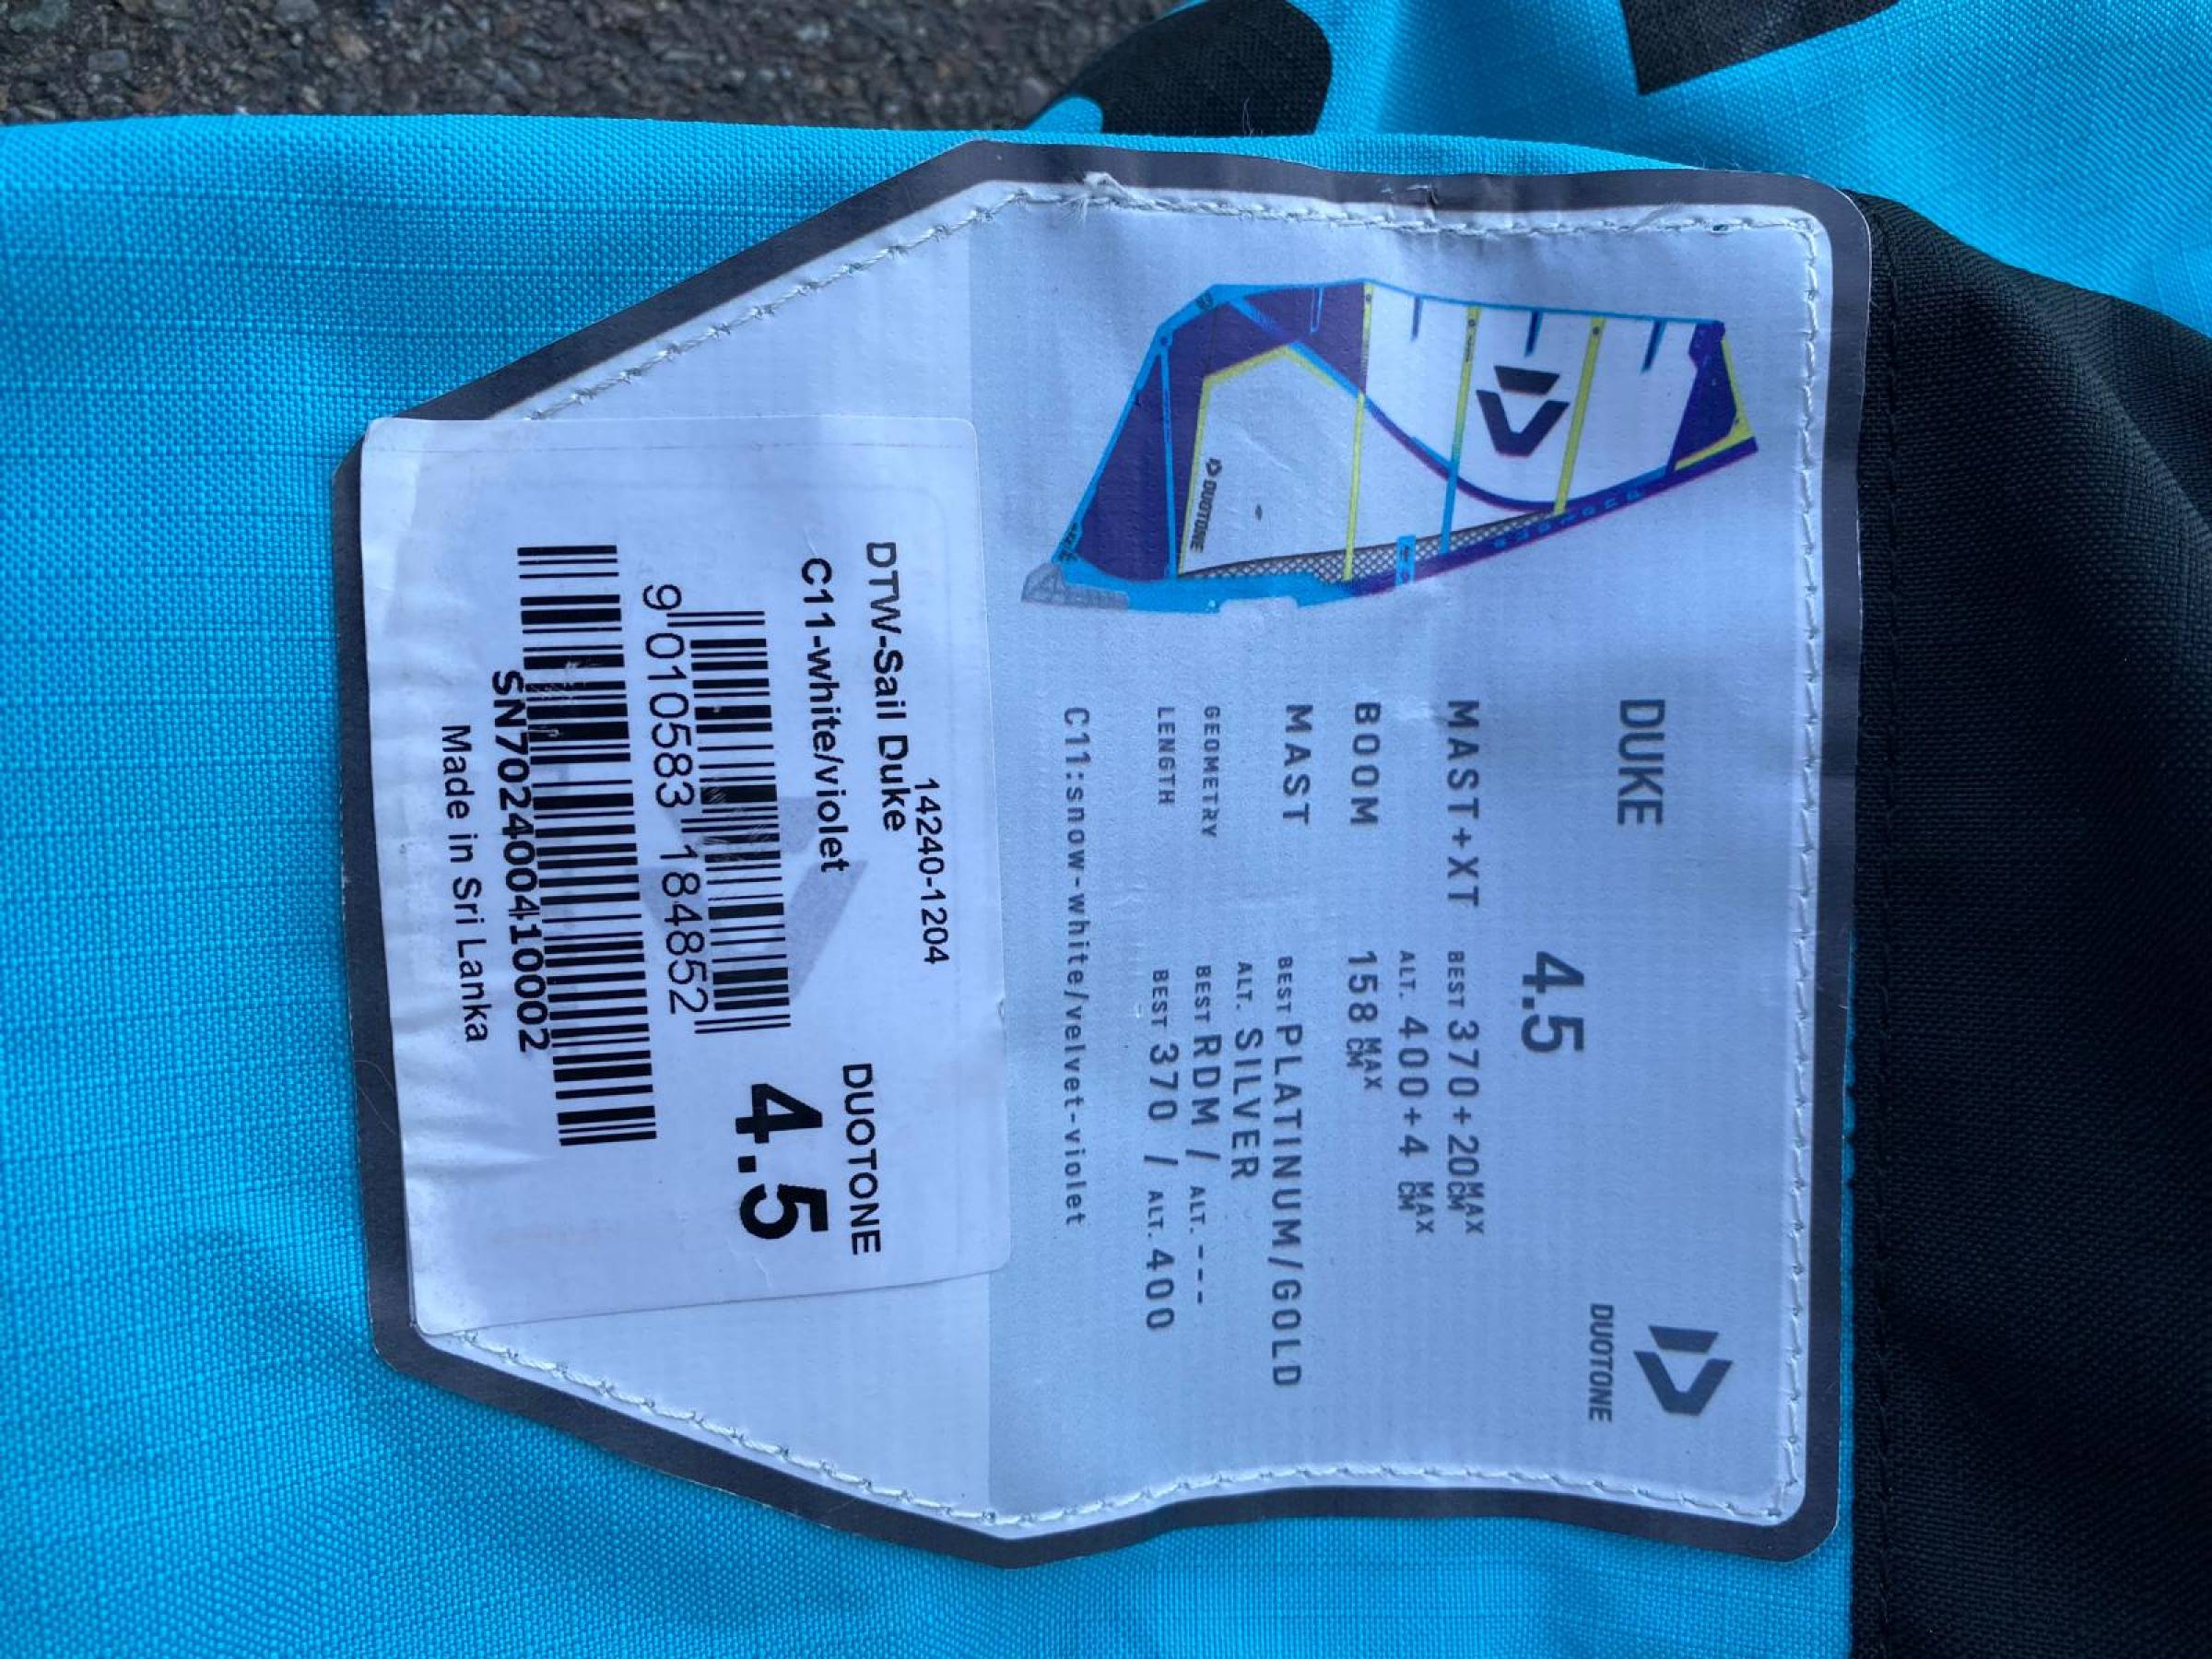 DUKE
4.5
DUOTONE
MAST+XT BEST 370+20 MAX CM
ALT. 400+4 MAX CM
BOOM 158 MAX CM
MAST BEST PLATINUM/GOLD
ALT. SILVER
GEOMETRY BEST RDM / ALT. ---
LENGTH BEST 370 / ALT. 400
C11:snow-white/velvet-violet
DUOTONE
14240-1204
DTW-Sail Duke
DUOTONE
C11-white/violet
4.5
9 010583 184852
SN702400410002
Made in Sri Lanka